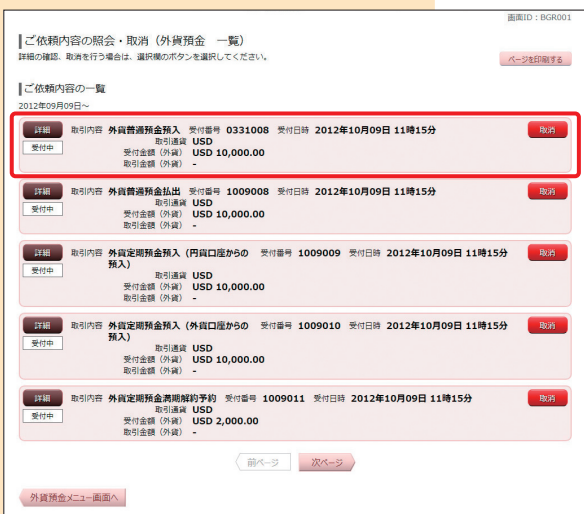 画面ID：BGR001
ご依頼内容の照会・取消（外貨預金　一覧）
詳細の確認、取消を行う場合は、選択欄のボタンを選択してください。
ページを印刷する
ご依頼内容の一覧
2012年09月09日～
詳細 取引内容 外貨普通預金預入 受付番号 0331008 受付日時 2012年10月09日 11時15分 取消
受付中 取引通貨 USD
受付金額（外貨） USD 10,000.00
取引金額（外貨） -
詳細 取引内容 外貨普通預金払出 受付番号 1009008 受付日時 2012年10月09日 11時15分 取消
受付中 取引通貨 USD
受付金額（外貨） USD 10,000.00
取引金額（外貨） -
詳細 取引内容 外貨定期預金預入（円貨口座からの 受付番号 1009009 受付日時 2012年10月09日 11時15分 取消
受付中 預入）
取引通貨 USD
受付金額（外貨） USD 10,000.00
取引金額（外貨） -
詳細 取引内容 外貨定期預金預入（外貨口座からの 受付番号 1009010 受付日時 2012年10月09日 11時15分 取消
受付中 預入）
取引通貨 USD
受付金額（外貨） USD 10,000.00
取引金額（外貨） -
詳細 取引内容 外貨定期預金満期解約予約 受付番号 1009011 受付日時 2012年10月09日 11時15分 取消
受付中 取引通貨 USD
受付金額（外貨） USD 2,000.00
取引金額（外貨） -
前ページ 次ページ
外貨預金メニュー画面へ